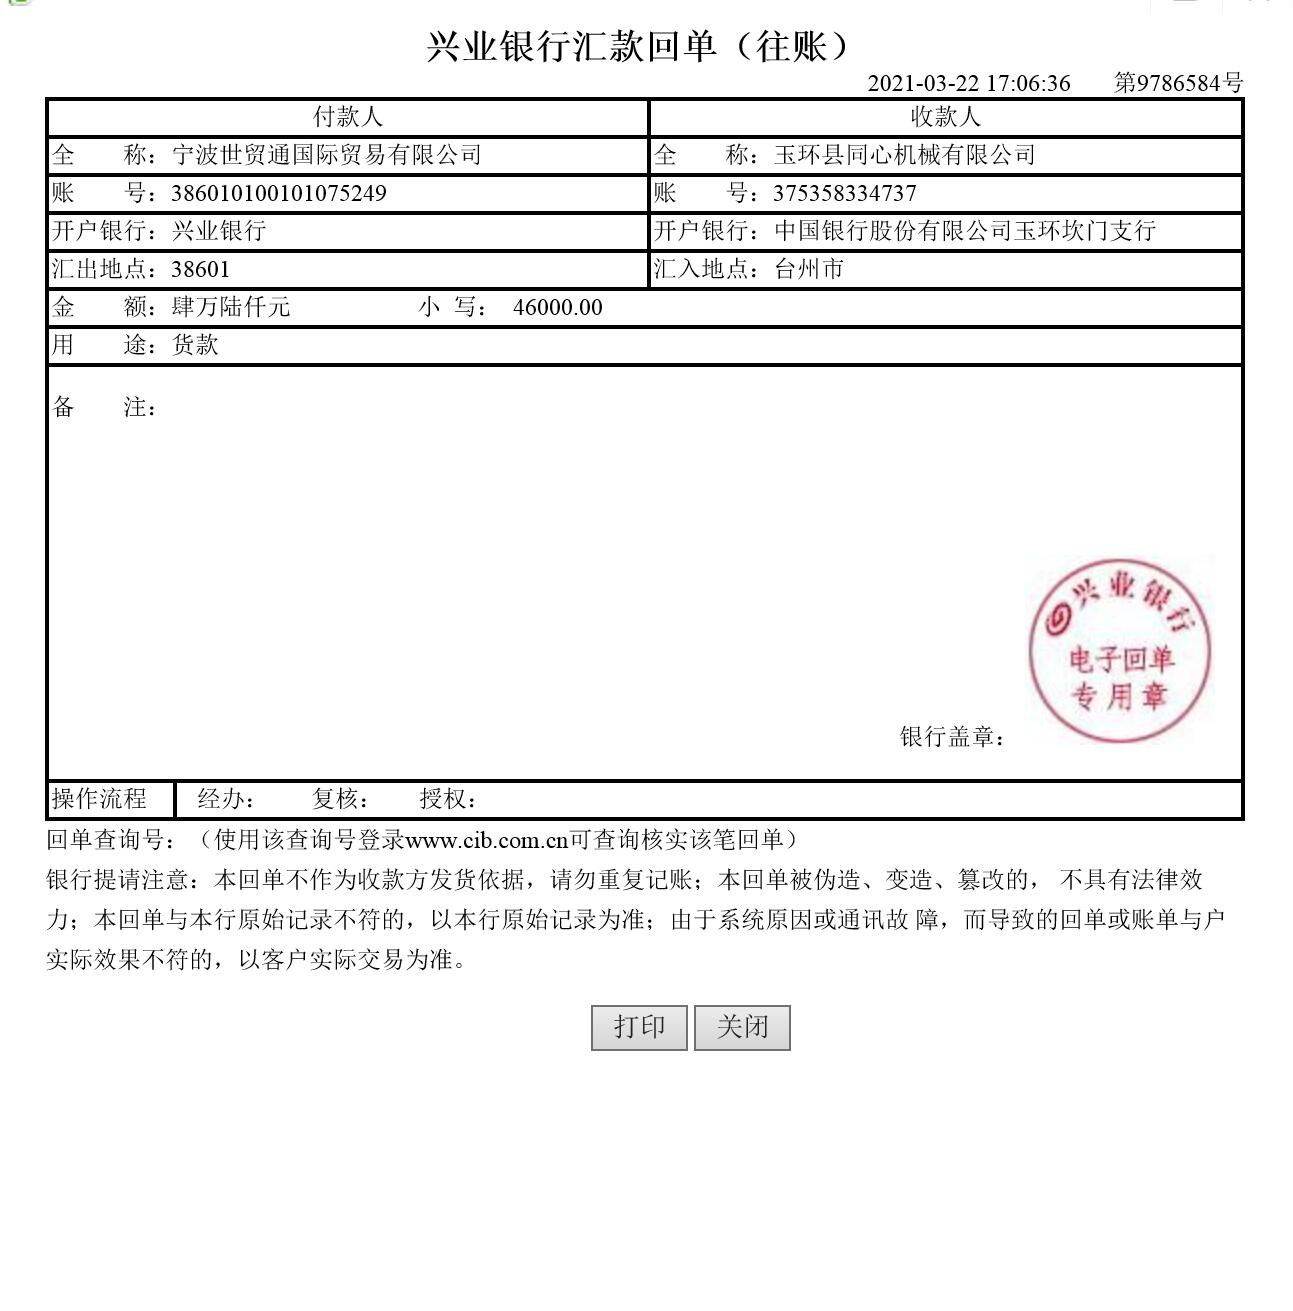 兴业银行汇款回单（往账）
2021-03-22 17:06:36 第9786584号
付款人 收款人
全 称：宁波世贸通国际贸易有限公司 全 称：玉环县同心机械有限公司
账 号：386010100101075249 账 号：375358334737
开户银行：兴业银行 开户银行：中国银行股份有限公司玉环坎门支行
汇出地点：38601 汇入地点：台州市
金 额：肆万陆仟元 小 写： 46000.00
用 途：货款
备 注：
兴业银行
电子回单
专用章
银行盖章：
操作流程 经办： 复核： 授权：
回单查询号：（使用该查询号登录www.cib.com.cn可查询核实该笔回单）
银行提请注意：本回单不作为收款方发货依据，请勿重复记账；本回单被伪造、变造、篡改的， 不具有法律效
力；本回单与本行原始记录不符的，以本行原始记录为准；由于系统原因或通讯故 障，而导致的回单或账单与户
实际效果不符的，以客户实际交易为准。
打印 关闭